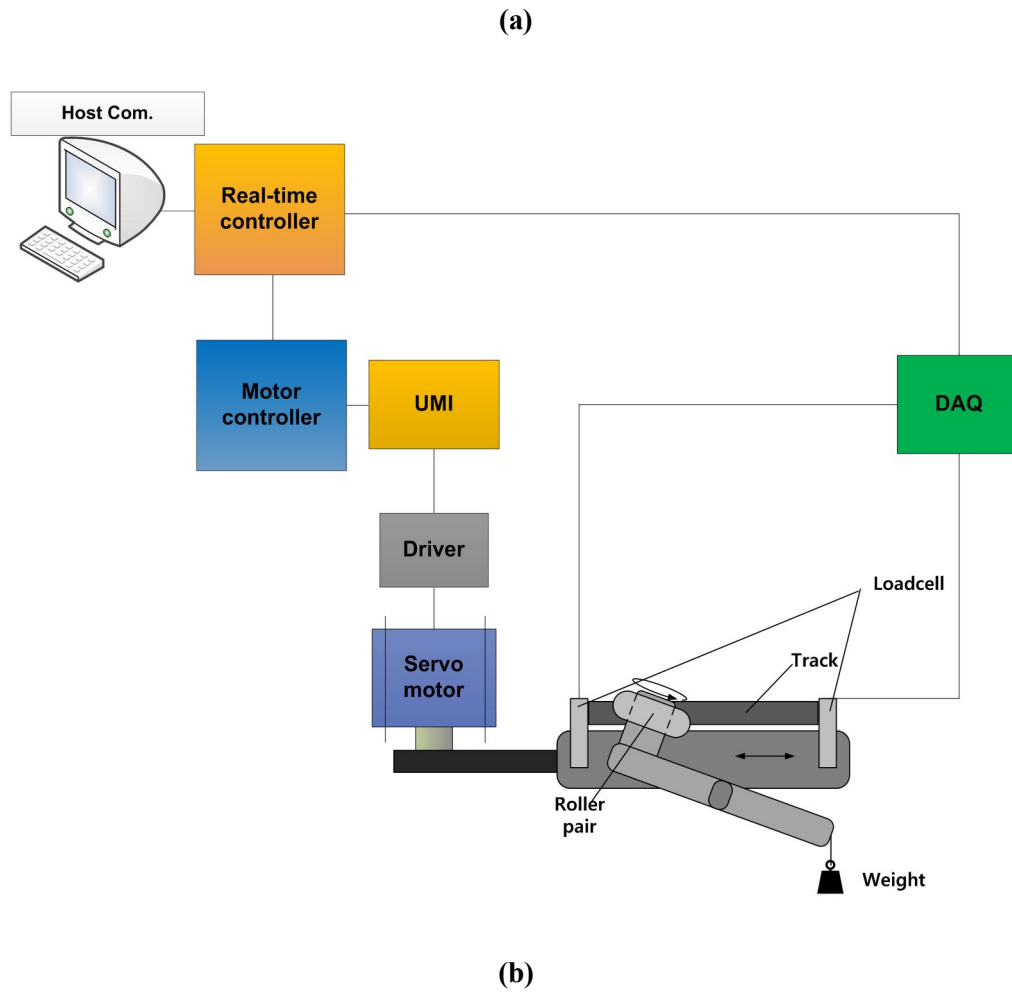 (a)
Host Com.
Real-time
controller
Motor
controller
UMI
DAQ
Driver
Loadcell
Servo
motor
Track
Roller
pair
Weight
(b)